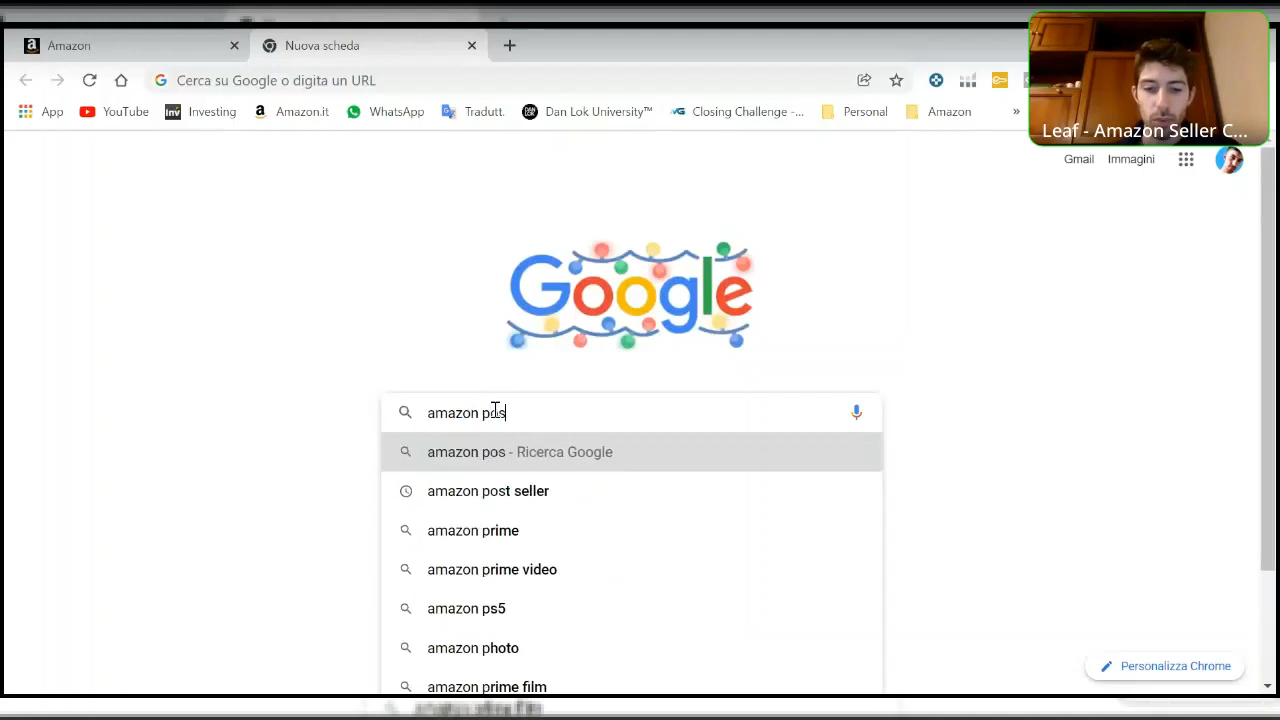 Amazon
Nuova scheda
Cerca su Google o digita un URL
App YouTube Investing Amazon.it WhatsApp Tradutt. Dan Lok University™ Closing Challenge -... Personal Amazon »
Leaf - Amazon Seller C...
Gmail Immagini
Google
amazon pos
amazon pos - Ricerca Google
amazon post seller
amazon prime
amazon prime video
amazon ps5
amazon photo
amazon prime film
Personalizza Chrome